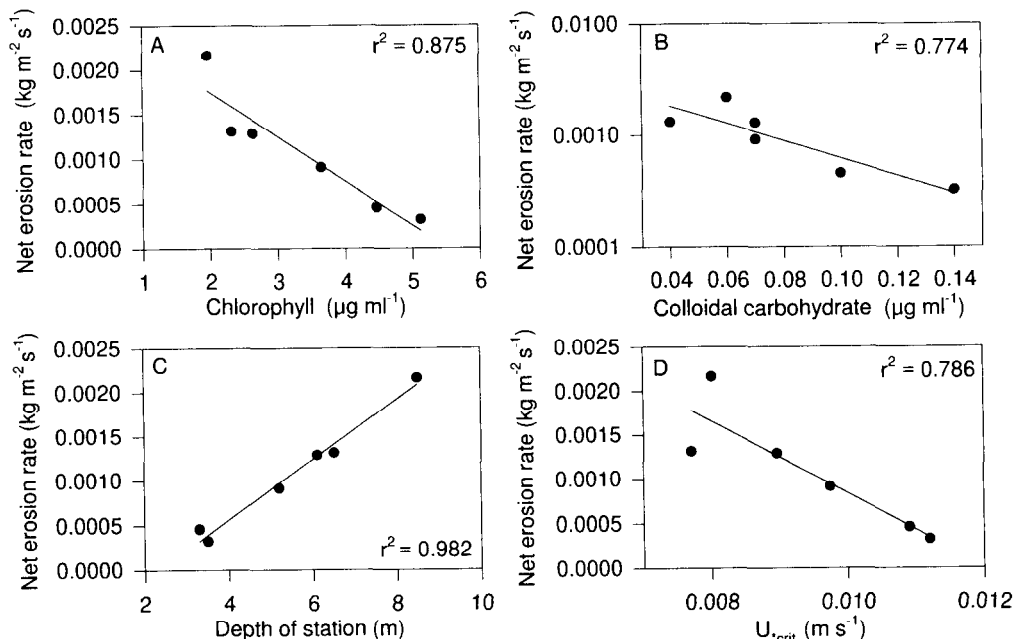 A
r² = 0.875
Net erosion rate (kg m⁻² s⁻¹)
0.0025
0.0020
0.0015
0.0010
0.0005
0.0000
1 2 3 4 5 6
Chlorophyll (µg ml⁻¹)
B
r² = 0.774
Net erosion rate (kg m⁻² s⁻¹)
0.0100
0.0010
0.0001
0.04 0.06 0.08 0.10 0.12 0.14
Colloidal carbohydrate (µg ml⁻¹)
C
r² = 0.982
Net erosion rate (kg m⁻² s⁻¹)
0.0025
0.0020
0.0015
0.0010
0.0005
0.0000
2 4 6 8 10
Depth of station (m)
D
r² = 0.786
Net erosion rate (kg m⁻² s⁻¹)
0.0025
0.0020
0.0015
0.0010
0.0005
0.0000
0.008 0.010 0.012
U*crit (m s⁻¹)